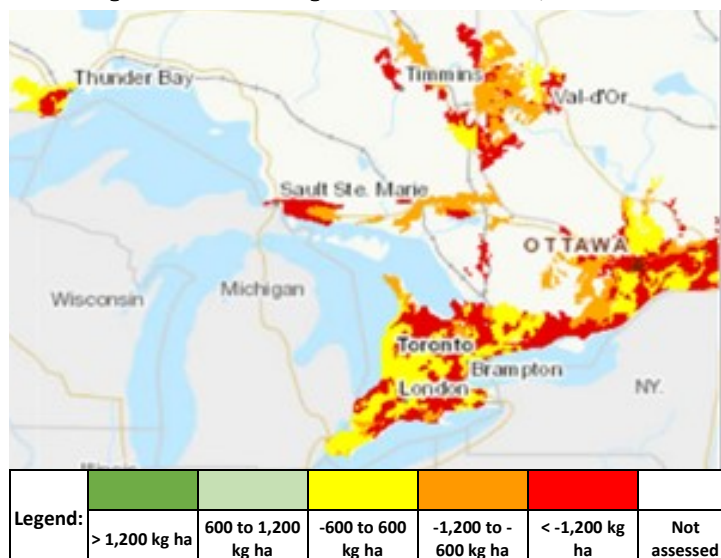 Thunder Bay
Timmins
Val-d'Or
Sault Ste. Marie
OTTAWA
Wisconsin
Michigan
Toronto
Brampton
London
NY.
Legend:
> 1,200 kg ha
600 to 1,200
kg ha
-600 to 600
kg ha
-1,200 to -
600 kg ha
< -1,200 kg
ha
Not
assessed